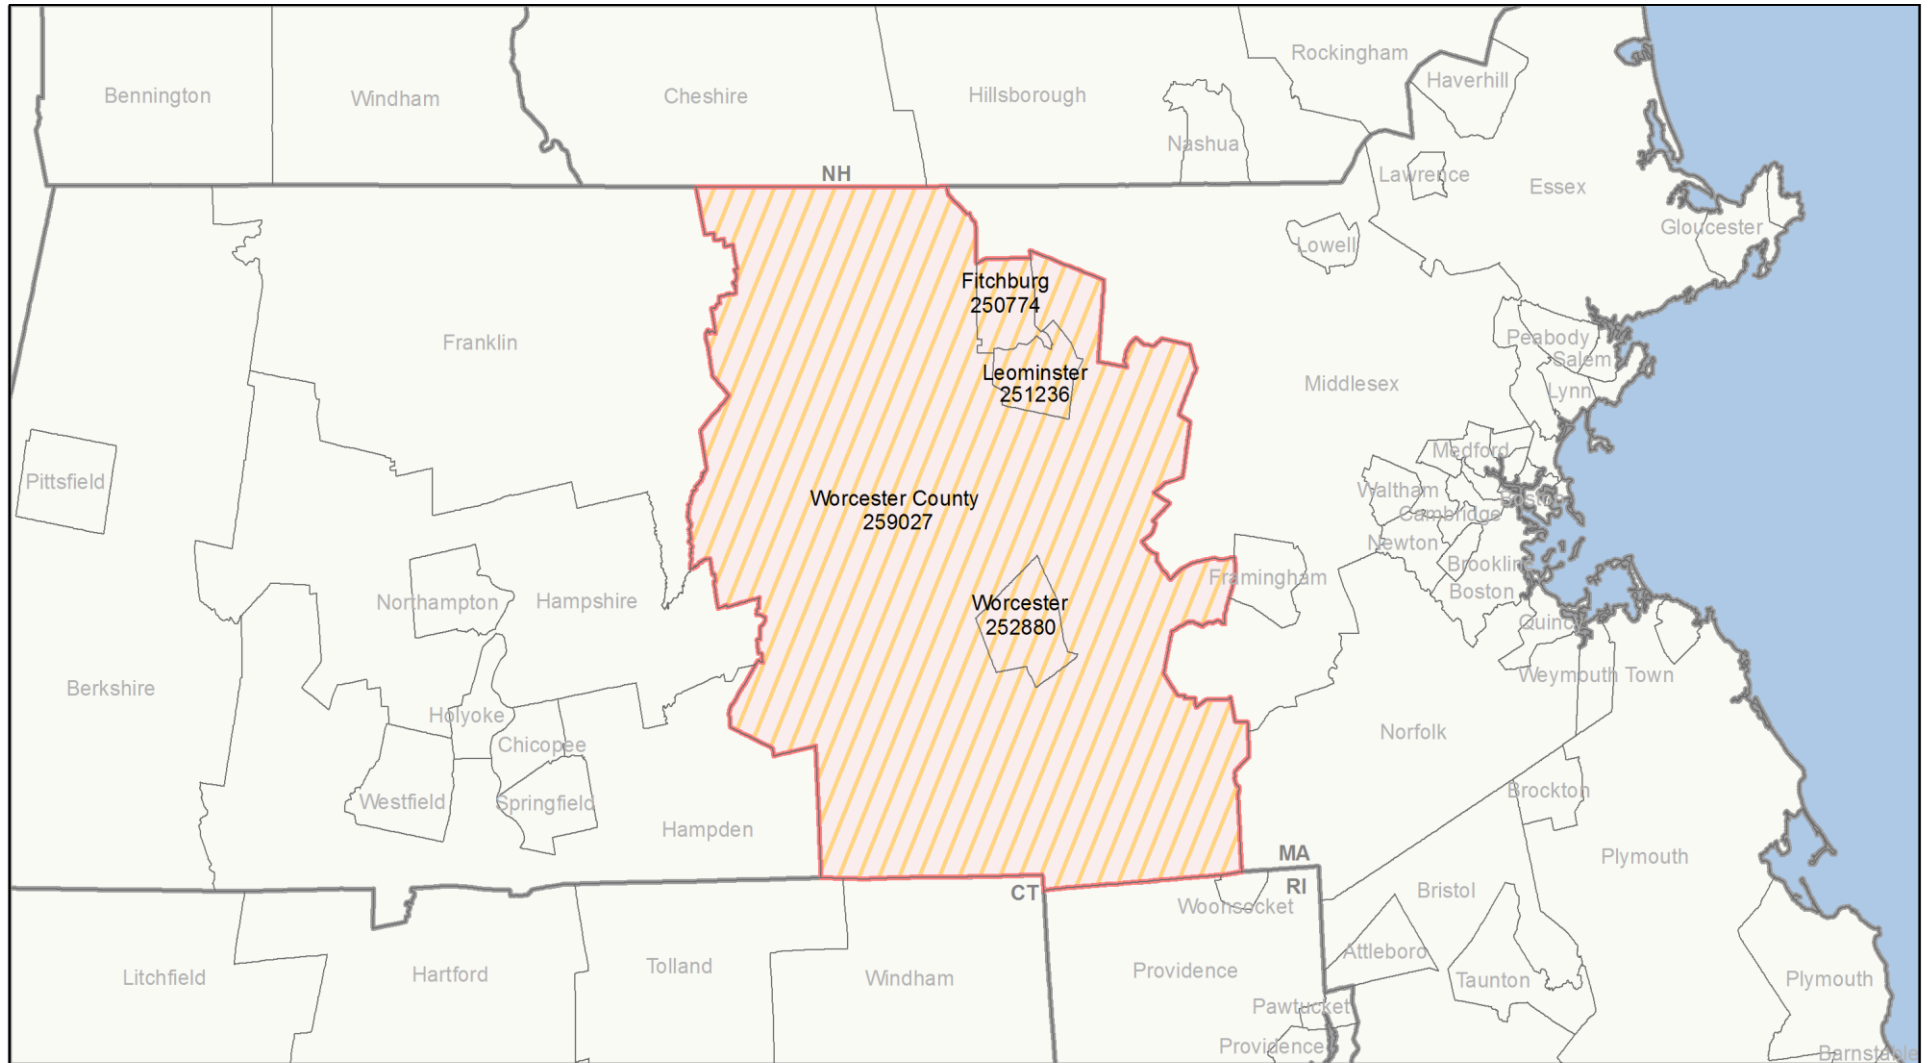 Rockingham
Haverhill
Bennington
Windham
Cheshire
Hillsborough
Nashua
NH
Lawrence
Essex
Gloucester
Lowell
Fitchburg
250774
Franklin
Peabody
Salem
Leominster
251236
Middlesex
Lynn
Medford
Pittsfield
Waltham
Worcester County
259027
Boston
Cambridge
Newton
Brookline
Framingham
Boston
Northampton
Hampshire
Worcester
252880
Quincy
Berkshire
Weymouth Town
Holyoke
Norfolk
Chicopee
Westfield
Springfield
Brockton
Hampden
MA
Plymouth
CT
RI
Bristol
Woonsocket
Attleboro
Litchfield
Hartford
Tolland
Windham
Providence
Taunton
Plymouth
Pawtucket
Providence
Barnstable